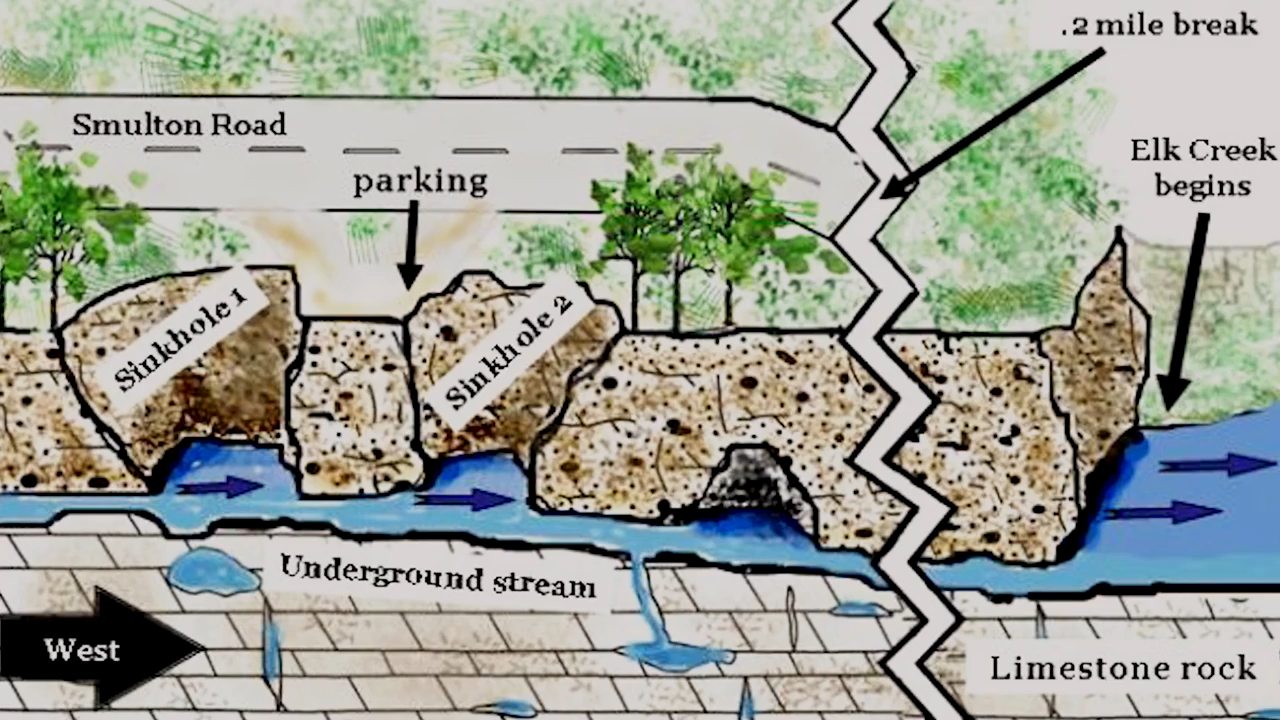 .2 mile break
Smulton Road
Elk Creek
begins
parking
Sinkhole 1
Sinkhole 2
Underground stream
West
Limestone rock